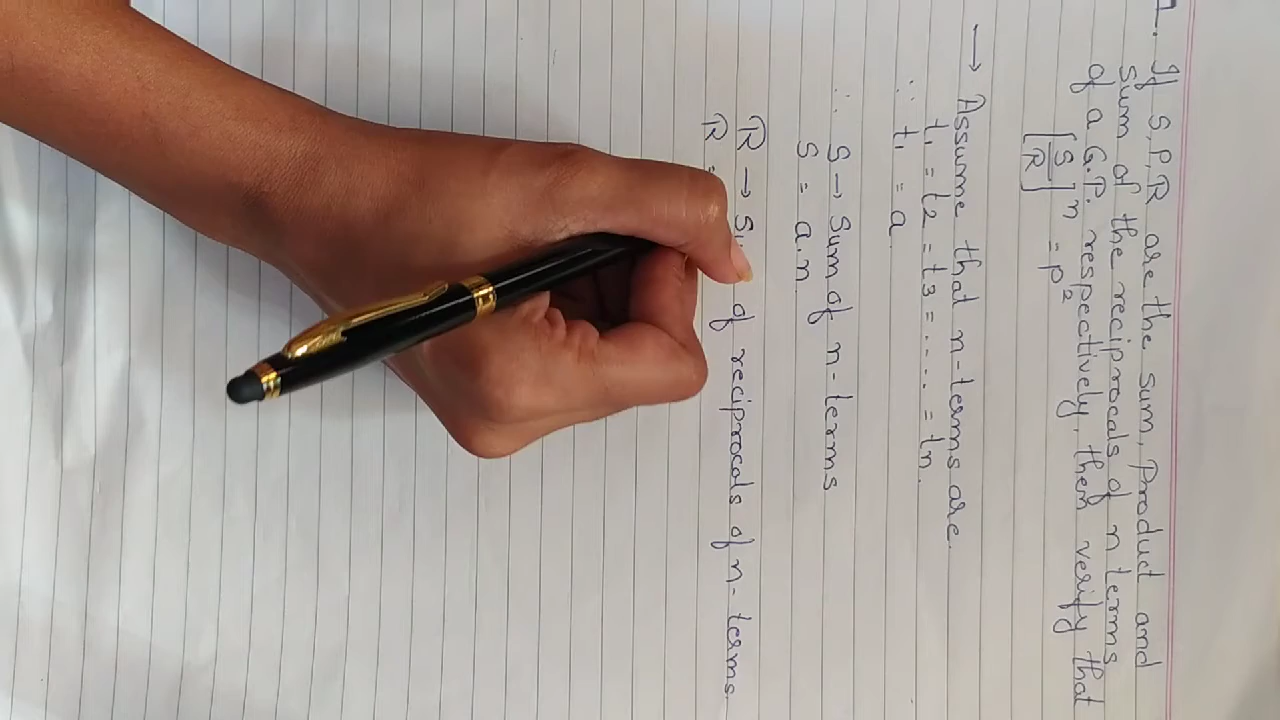 If S, P, R are the sum, product and
sum of the reciprocals of n terms
of a G.P. respectively, then verify that
[S/R]ⁿ = p²
→ Assume that n-terms are
t₁ = t₂ = t₃ = ..... = tn.
∵ t₁ = a
∴ S → Sum of n-terms
S = a.n
R → of reciprocals of n-terms.
R =